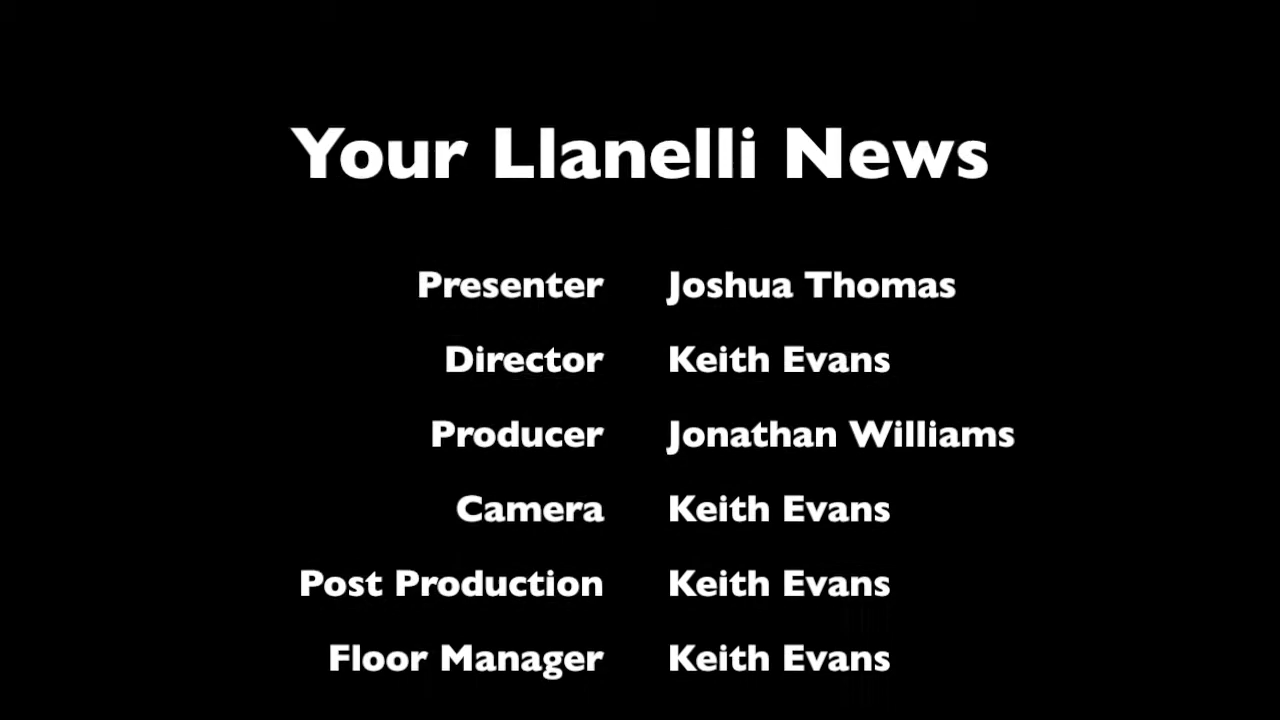 Your Llanelli News
Presenter Joshua Thomas
Director Keith Evans
Producer Jonathan Williams
Camera Keith Evans
Post Production Keith Evans
Floor Manager Keith Evans